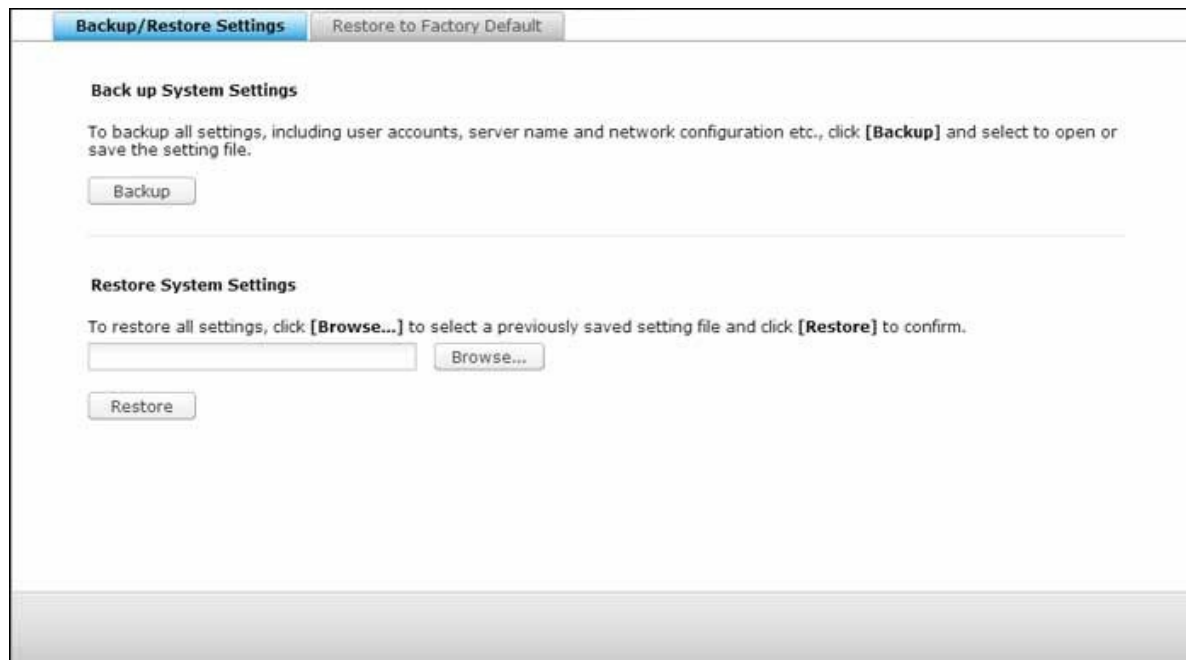 Backup/Restore Settings
Restore to Factory Default
Back up System Settings
To backup all settings, including user accounts, server name and network configuration etc., click [Backup] and select to open or
save the setting file.
Backup
Restore System Settings
To restore all settings, click [Browse...] to select a previously saved setting file and click [Restore] to confirm.
Browse...
Restore